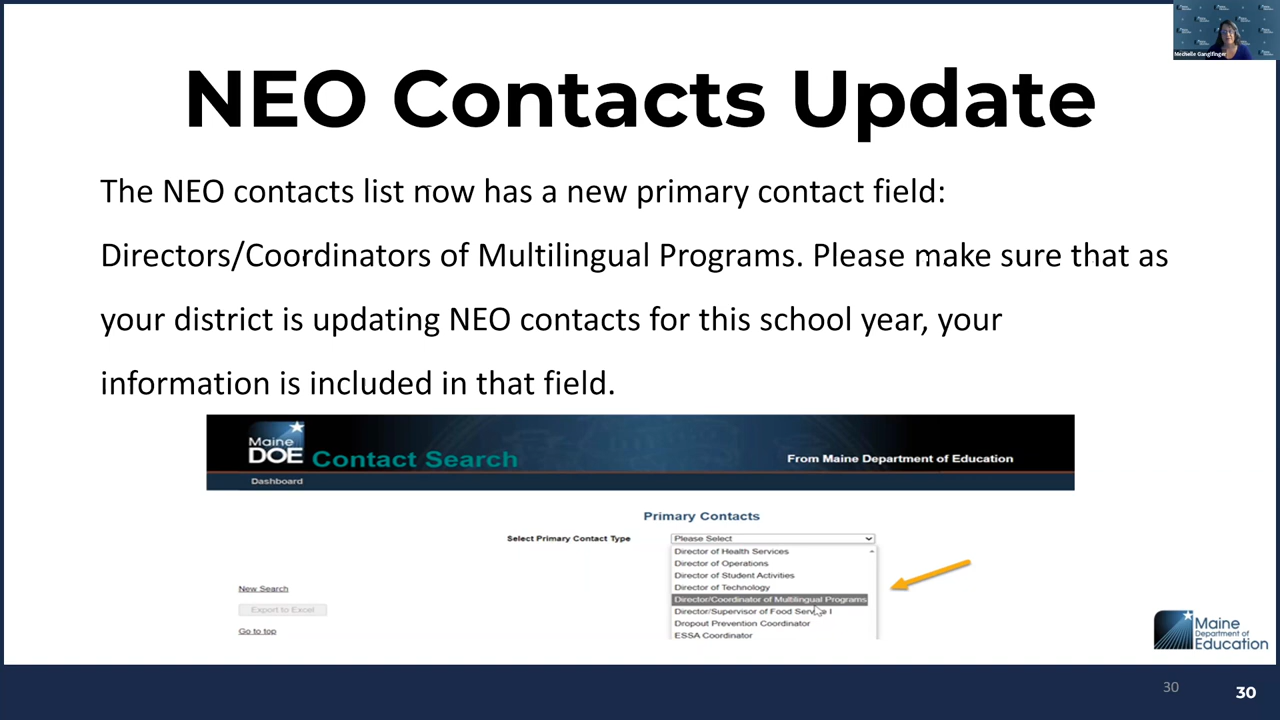 Mechelle Ganglfinger
NEO Contacts Update
The NEO contacts list now has a new primary contact field:
Directors/Coordinators of Multilingual Programs. Please make sure that as
your district is updating NEO contacts for this school year, your
information is included in that field.
Maine
DOE Contact Search
From Maine Department of Education
Dashboard
Primary Contacts
Select Primary Contact Type
Please Select
Director of Health Services
Director of Operations
Director of Student Activities
Director of Technology
Director/Coordinator of Multilingual Programs
Director/Supervisor of Food Service I
Dropout Prevention Coordinator
ESSA Coordinator
New Search
Export to Excel
Go to top
Maine
Department of
Education
30
30